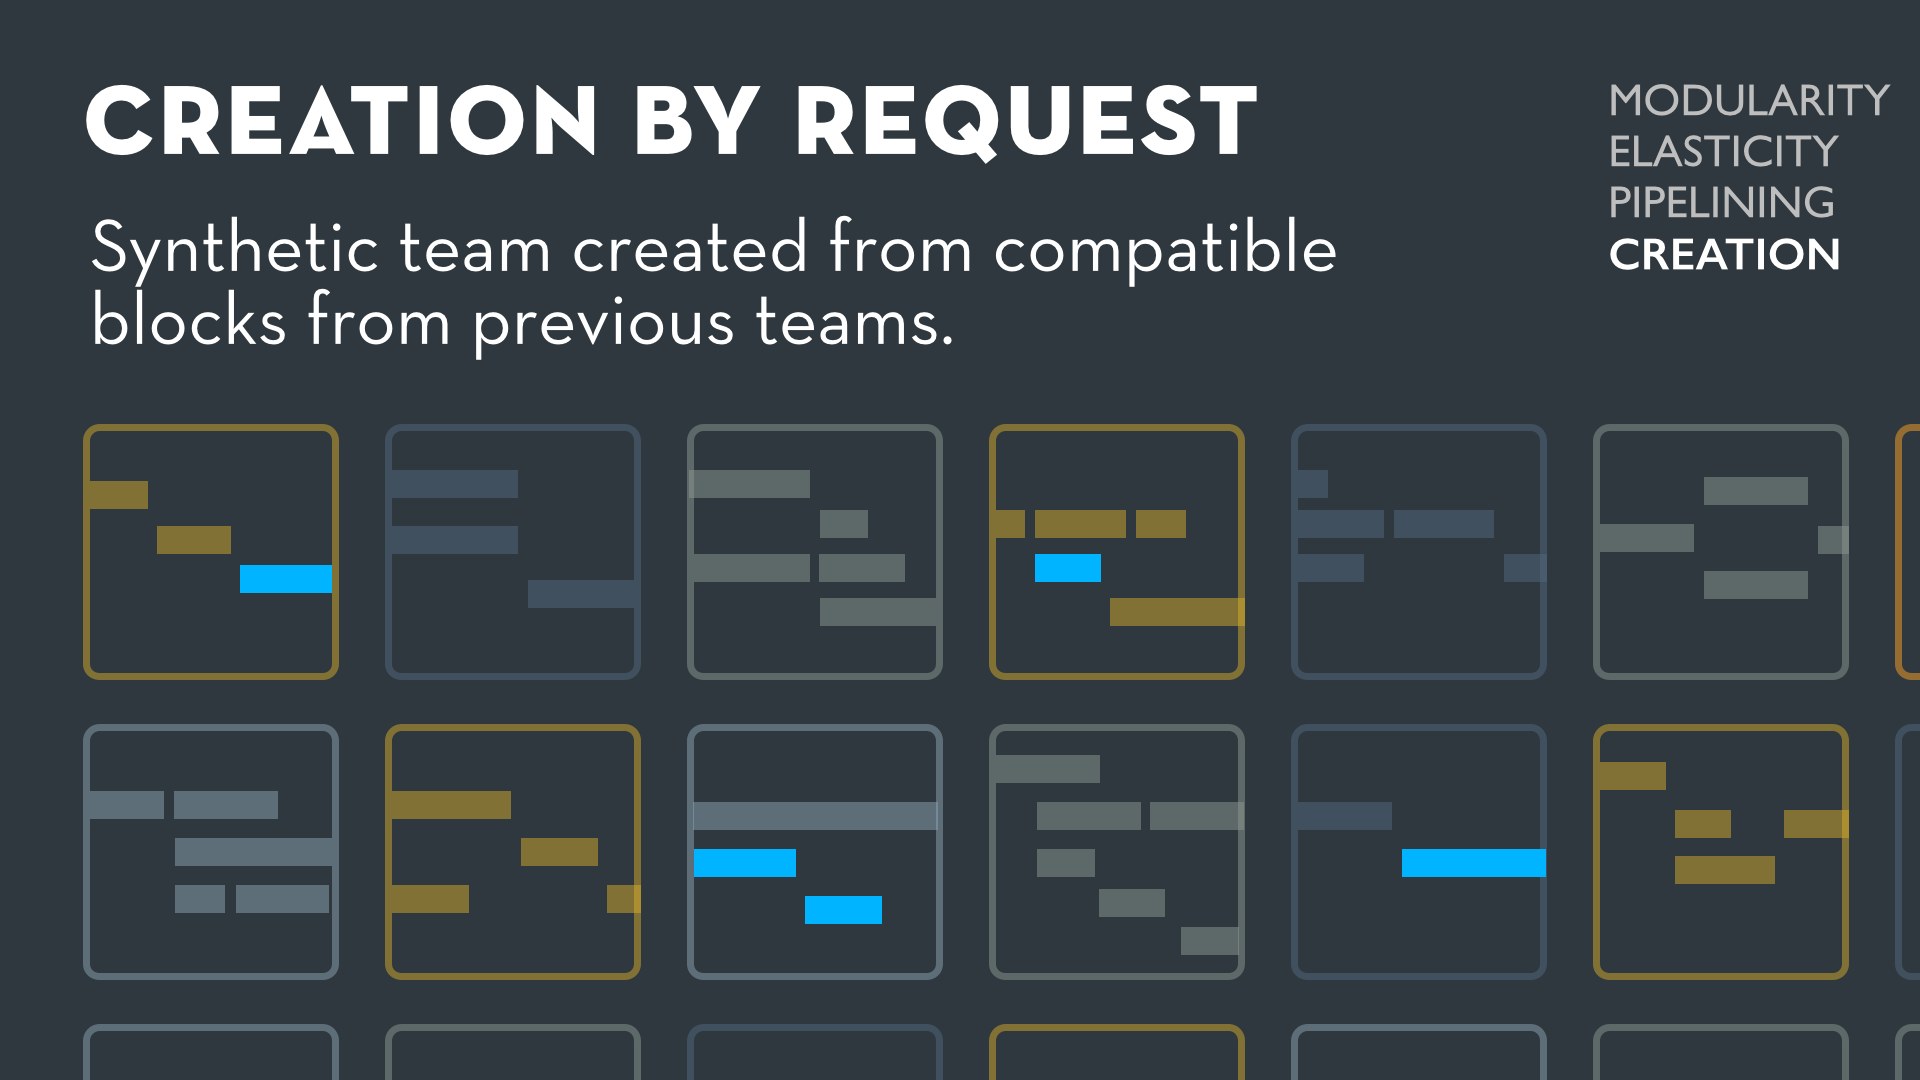 CREATION BY REQUEST
Synthetic team created from compatible
blocks from previous teams.
MODULARITY
ELASTICITY
PIPELINING
CREATION